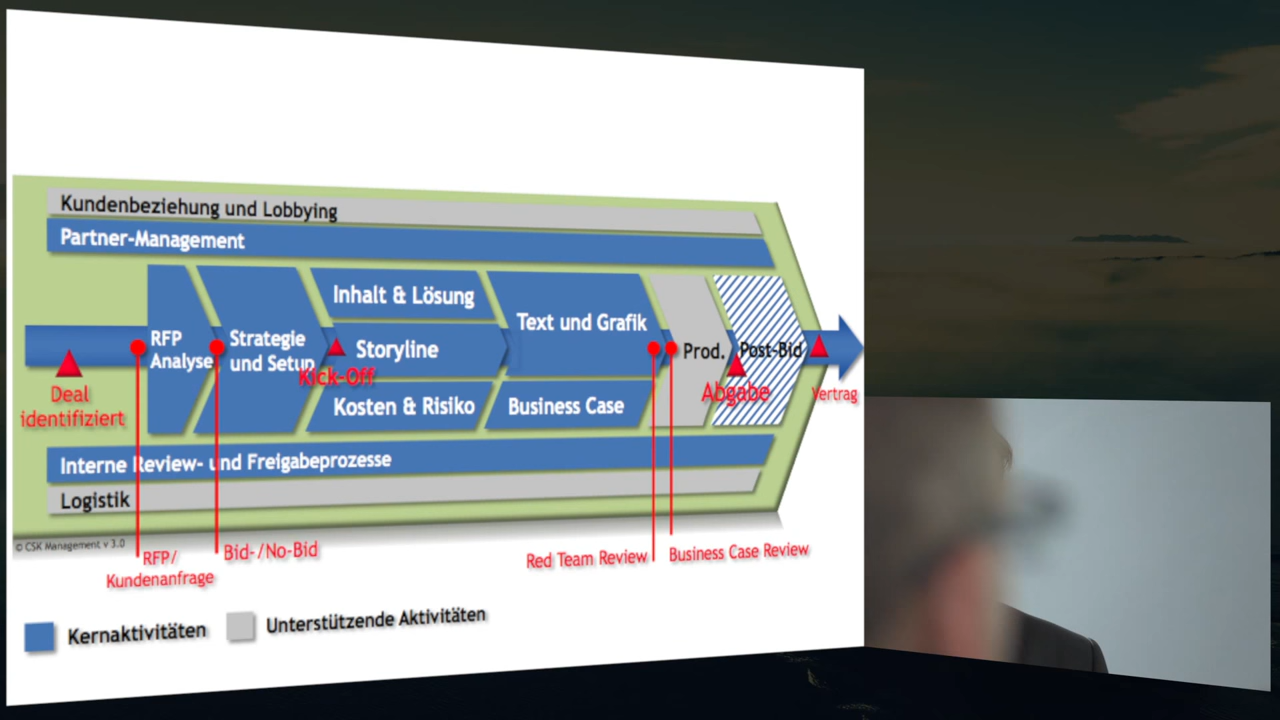 Kundenbeziehung und Lobbying
Partner-Management
RFP
Analyse
Strategie
und Setup
Inhalt & Lösung
Storyline
Kosten & Risiko
Text und Grafik
Business Case
Prod.
Post-Bid
Deal
identifiziert
Kick-Off
Abgabe
Vertrag
Interne Review- und Freigabeprozesse
Logistik
© CSK Management v 3.0
RFP/
Kundenanfrage
Bid-/No-Bid
Red Team Review
Business Case Review
Kernaktivitäten
Unterstützende Aktivitäten